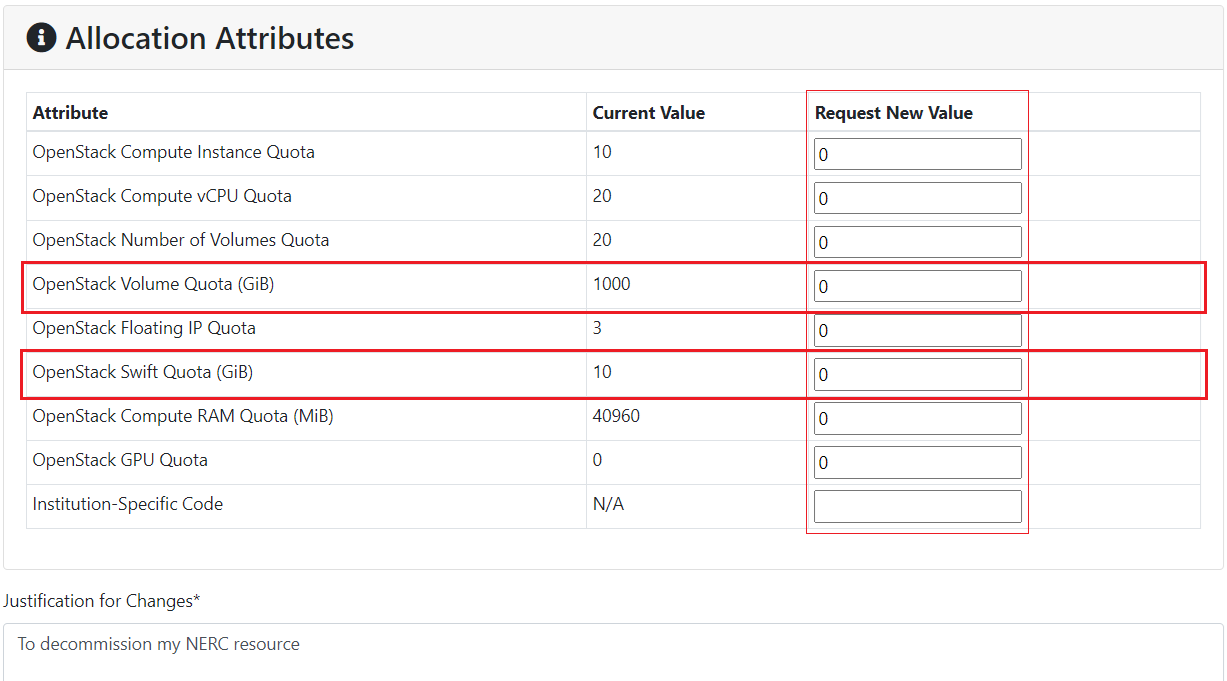 Allocation Attributes
Attribute Current Value Request New Value
OpenStack Compute Instance Quota 10 0
OpenStack Compute vCPU Quota 20 0
OpenStack Number of Volumes Quota 20 0
OpenStack Volume Quota (GiB) 1000 0
OpenStack Floating IP Quota 3 0
OpenStack Swift Quota (GiB) 10 0
OpenStack Compute RAM Quota (MiB) 40960 0
OpenStack GPU Quota 0 0
Institution-Specific Code N/A
Justification for Changes*
To decommission my NERC resource